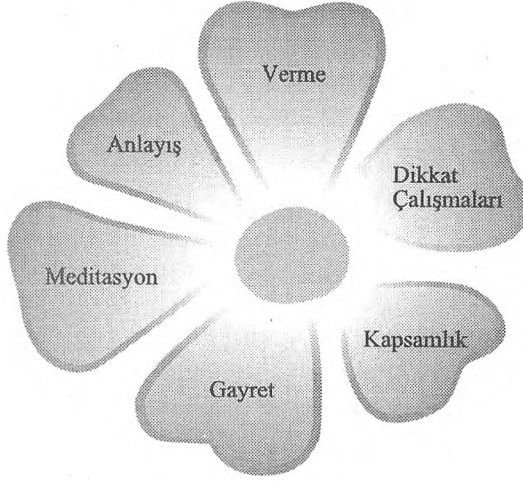 Verme
Dikkat
Çalışmaları
Kapsamlık
Gayret
Meditasyon
Anlayış